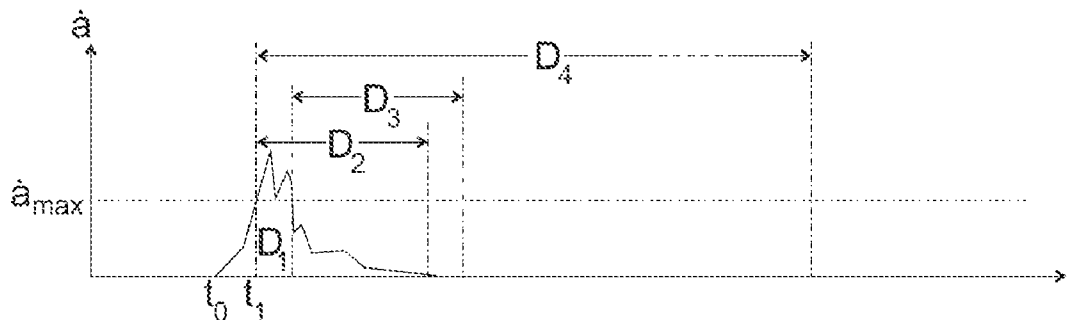 ȧ
D₄
D₃
D₂
ȧmax
D₁
t₀ t₁